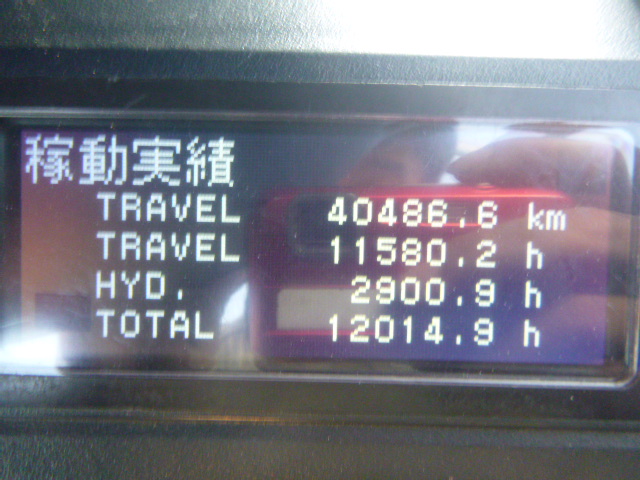 稼動実績
TRAVEL 40486.6 km
TRAVEL 11580.2 h
HYD. 2900.9 h
TOTAL 12014.9 h